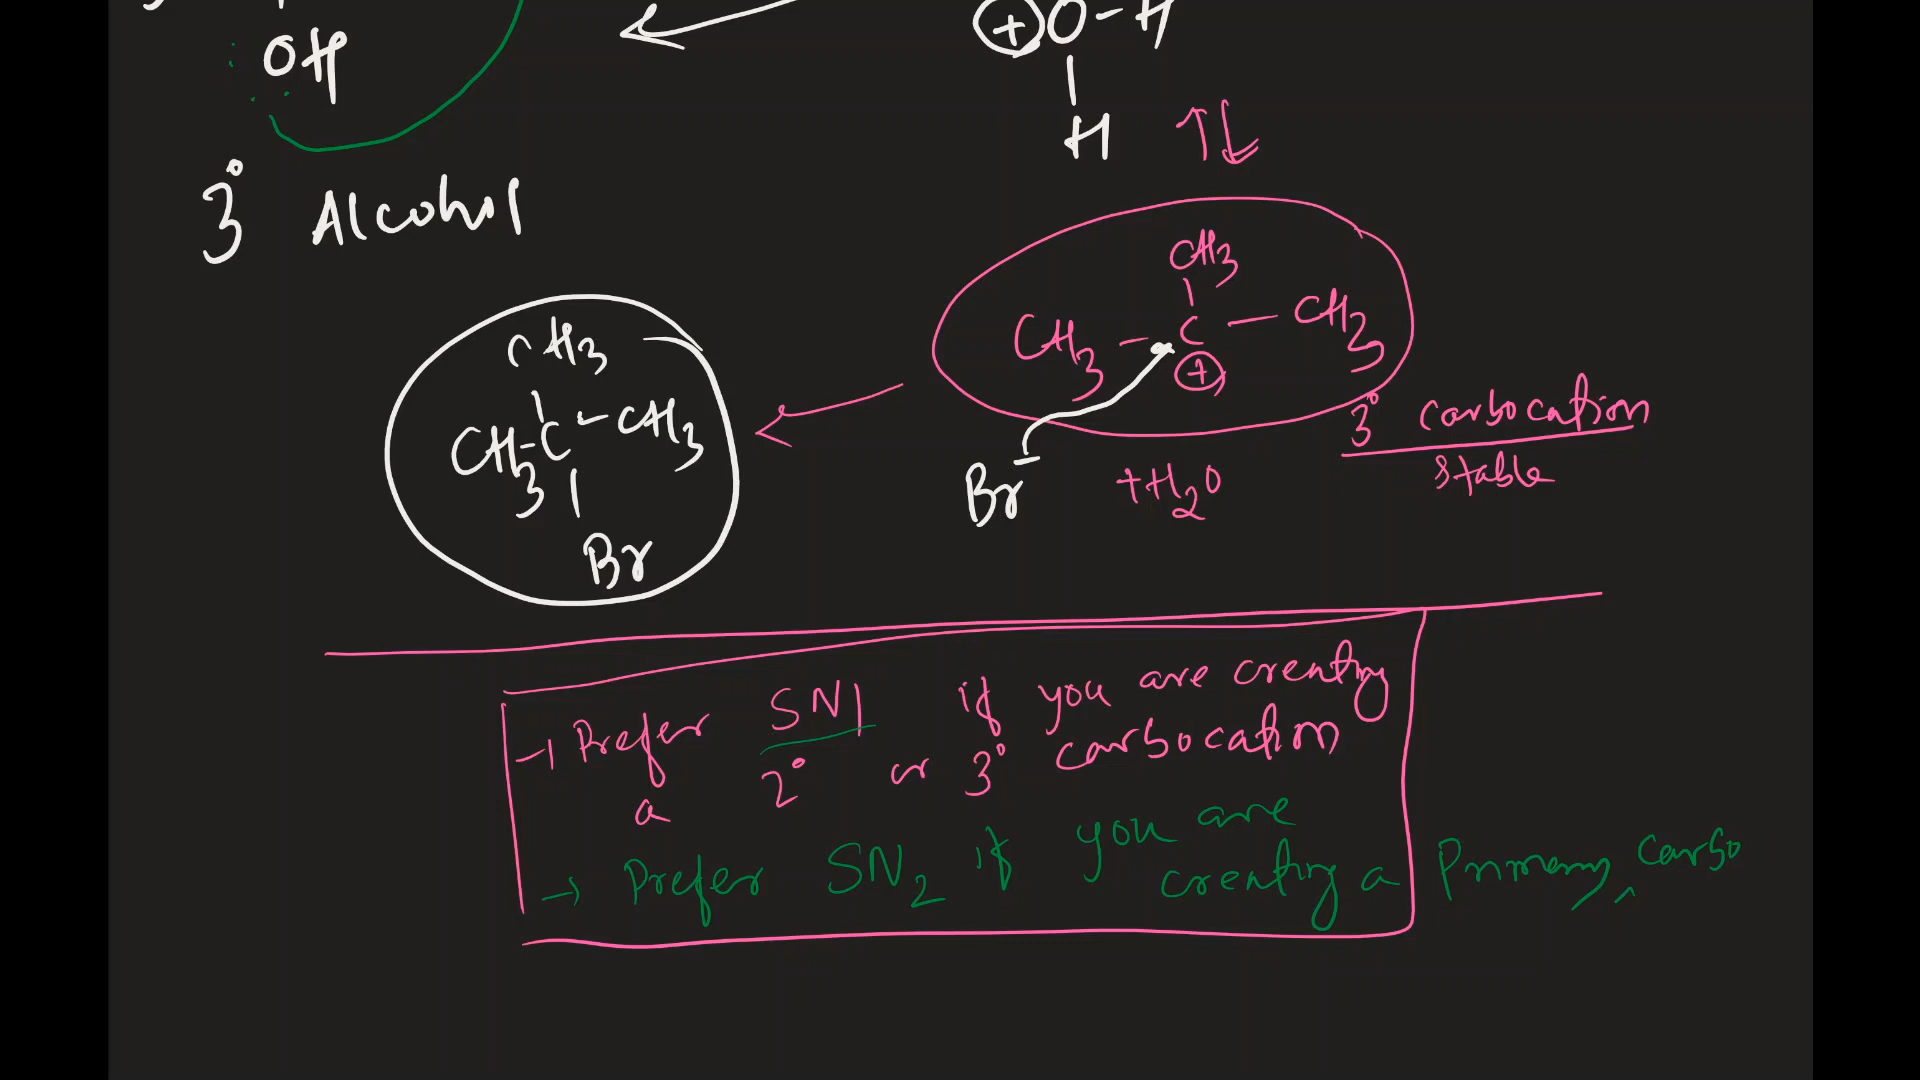 OH
⊕O-H
|
H
3° Alcohol
CH3
|
CH3-C-CH3
⊕
3° carbocation
stable
Br⁻
+H2O
CH3
|
CH3-C-CH3
|
Br
→ Prefer SN1 if you are creating
a 2° or 3° carbocation
→ Prefer SN2 if you are
creating a Primary carbo